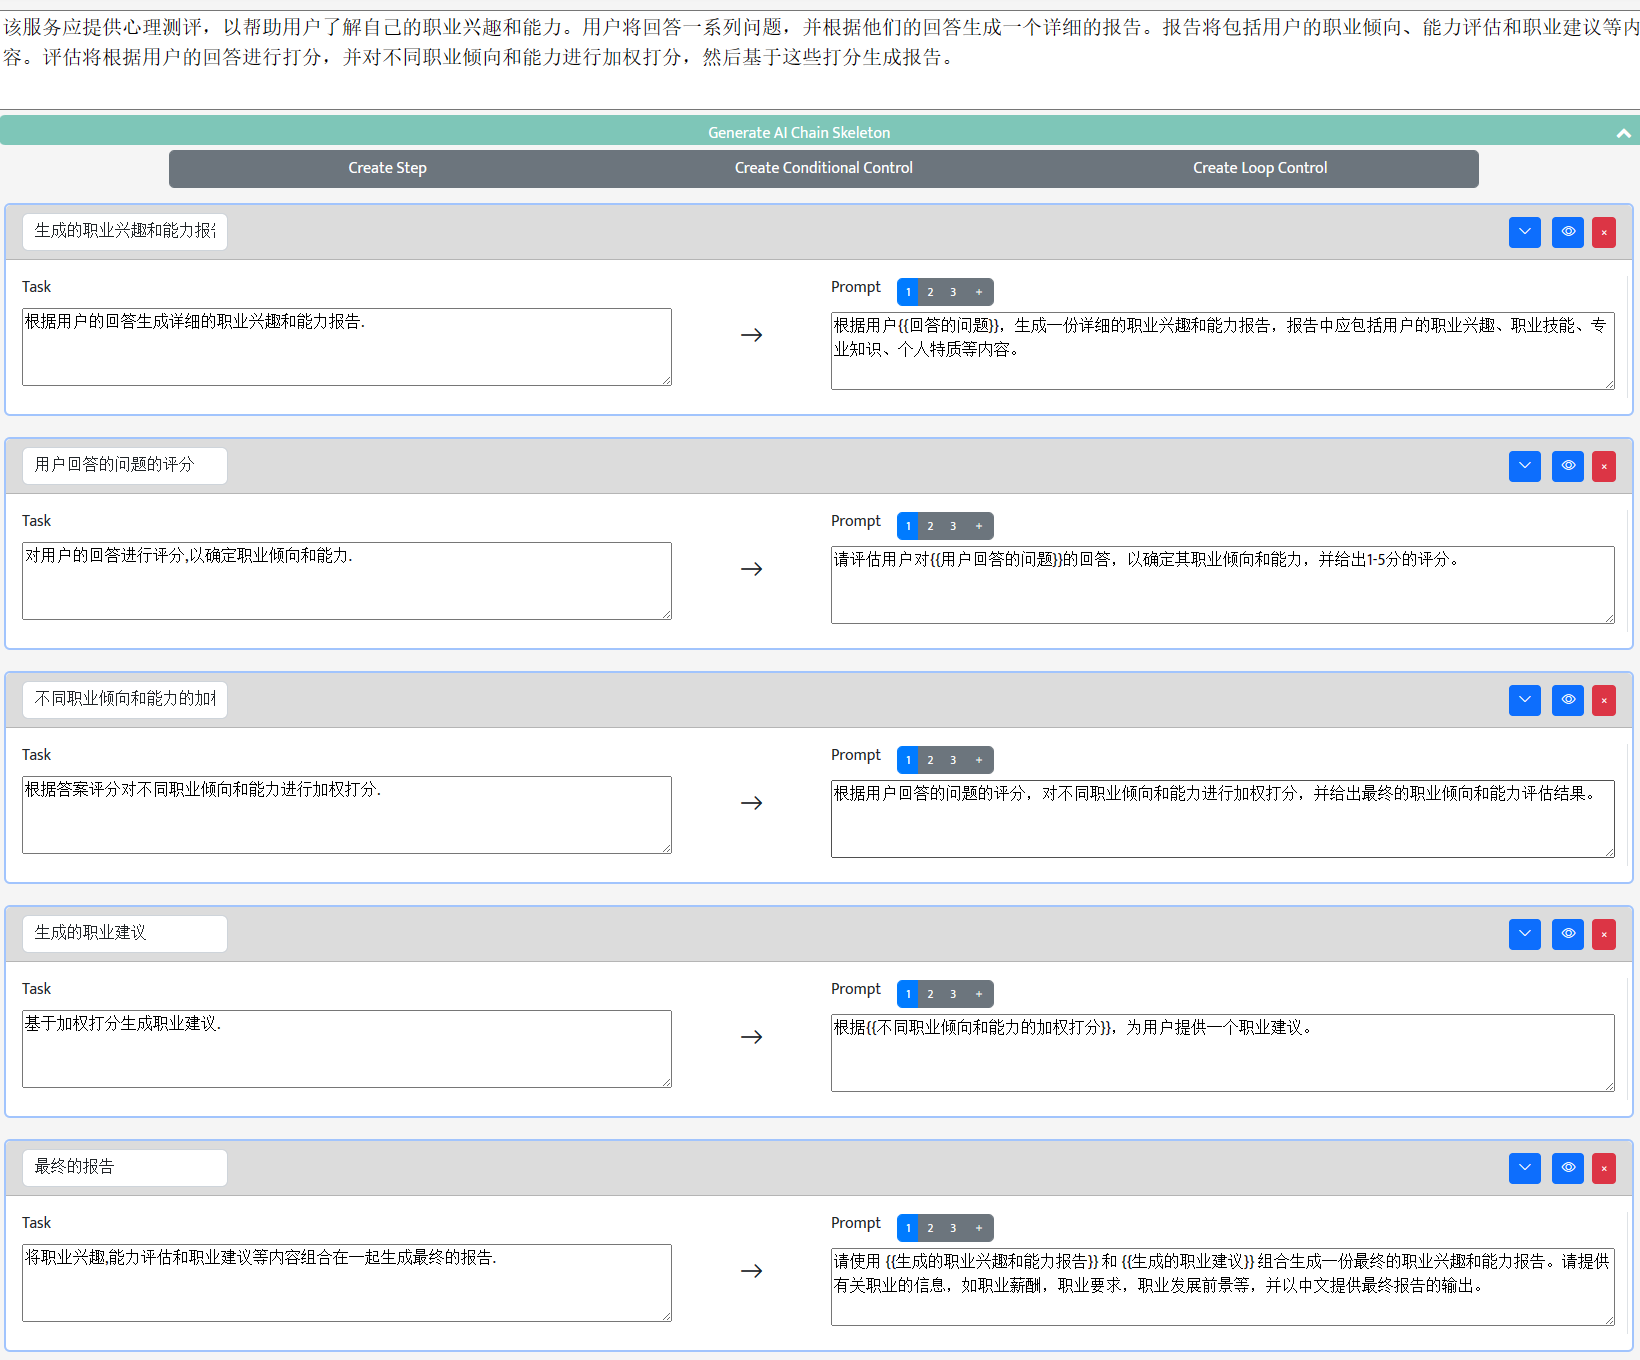 该服务应提供心理测评，以帮助用户了解自己的职业兴趣和能力。用户将回答一系列问题，并根据他们的回答生成一个详细的报告。报告将包括用户的职业倾向、能力评估和职业建议等内
容。评估将根据用户的回答进行打分，并对不同职业倾向和能力进行加权打分，然后基于这些打分生成报告。
Generate AI Chain Skeleton
Create Step Create Conditional Control Create Loop Control
生成的职业兴趣和能力报
×
Task Prompt 1 2 3 +
根据用户的回答生成详细的职业兴趣和能力报告.
根据用户{{回答的问题}}，生成一份详细的职业兴趣和能力报告，报告中应包括用户的职业兴趣、职业技能、专
业知识、个人特质等内容。
用户回答的问题的评分
×
Task Prompt 1 2 3 +
对用户的回答进行评分,以确定职业倾向和能力.
请评估用户对{{用户回答的问题}}的回答，以确定其职业倾向和能力，并给出1-5分的评分。
不同职业倾向和能力的加
×
Task Prompt 1 2 3 +
根据答案评分对不同职业倾向和能力进行加权打分.
根据用户回答的问题的评分，对不同职业倾向和能力进行加权打分，并给出最终的职业倾向和能力评估结果。
生成的职业建议
×
Task Prompt 1 2 3 +
基于加权打分生成职业建议.
根据{{不同职业倾向和能力的加权打分}}，为用户提供一个职业建议。
最终的报告
×
Task Prompt 1 2 3 +
将职业兴趣,能力评估和职业建议等内容组合在一起生成最终的报告.
请使用 {{生成的职业兴趣和能力报告}} 和 {{生成的职业建议}} 组合生成一份最终的职业兴趣和能力报告。请提供
有关职业的信息，如职业薪酬，职业要求，职业发展前景等，并以中文提供最终报告的输出。